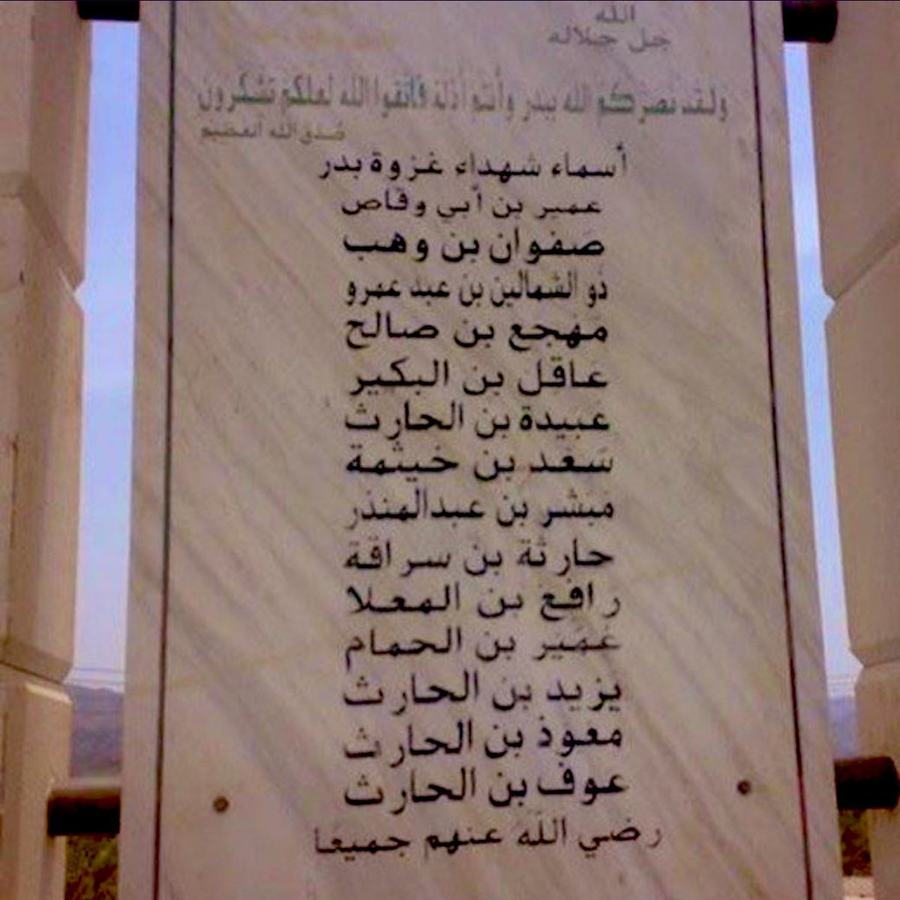 الله
جل جلاله
ولقد نصركم الله ببدر وأنتم أذلة فاتقوا الله لعلكم تشكرون
صدق الله العظيم
أسماء شهداء غزوة بدر
عمير بن أبي وقاص
صفوان بن وهب
ذو الشمالين بن عبد عمرو
مهجع بن صالح
عاقل بن البكير
عبيدة بن الحارث
سعد بن خيثمة
مبشر بن عبدالمنذر
حارثة بن سراقة
رافع بن المعلا
عمير بن الحمام
يزيد بن الحارث
معوذ بن الحارث
عوف بن الحارث
رضي الله عنهم جميعا